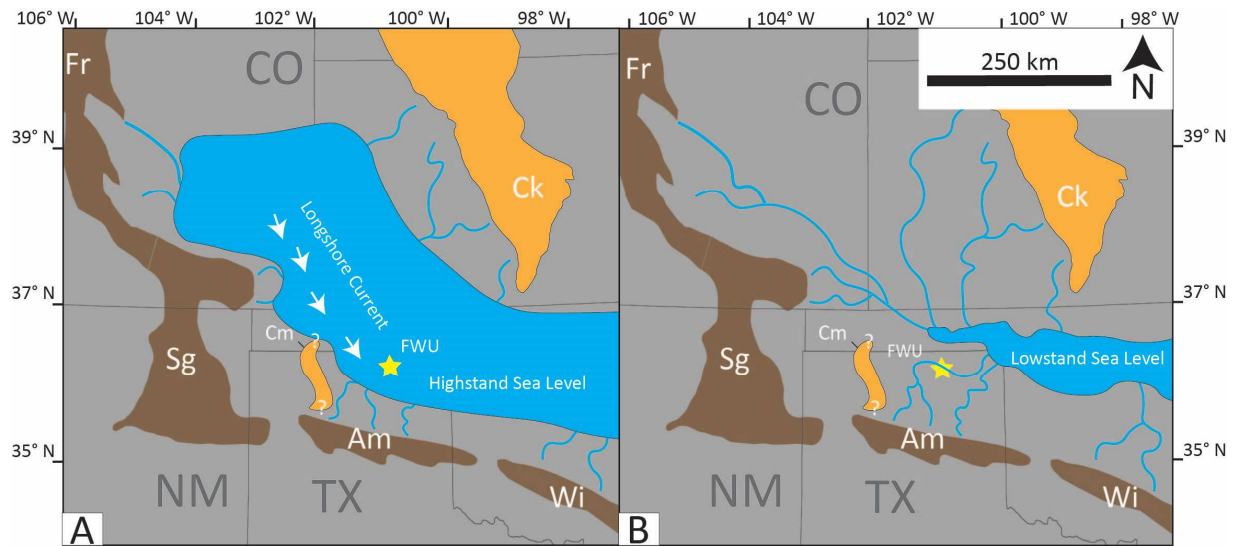 106° W 104° W 102° W 100° W 98° W
106° W 104° W 102° W 100° W 98° W
39° N
37° N
35° N
Fr
CO
Ck
Longshore Current
Cm
?
FWU
Sg
Highstand Sea Level
?
Am
NM
TX
Wi
A
250 km
N
Fr
CO
39° N
Ck
37° N
Cm
?
FWU
Lowstand Sea Level
Sg
?
Am
35° N
NM
TX
Wi
B